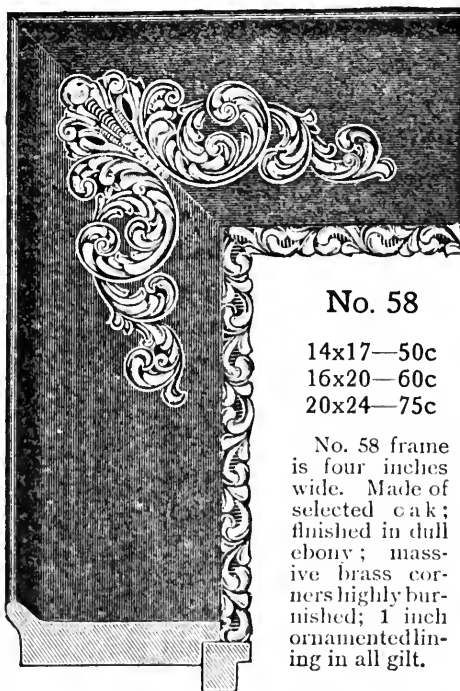 No. 58
14x17—50c
16x20—60c
20x24—75c
No. 58 frame
is four inches
wide. Made of
selected oak;
finished in dull
ebony; mass-
ive brass cor-
ners highly bur-
nished; 1 inch
ornamented lin-
ing in all gilt.